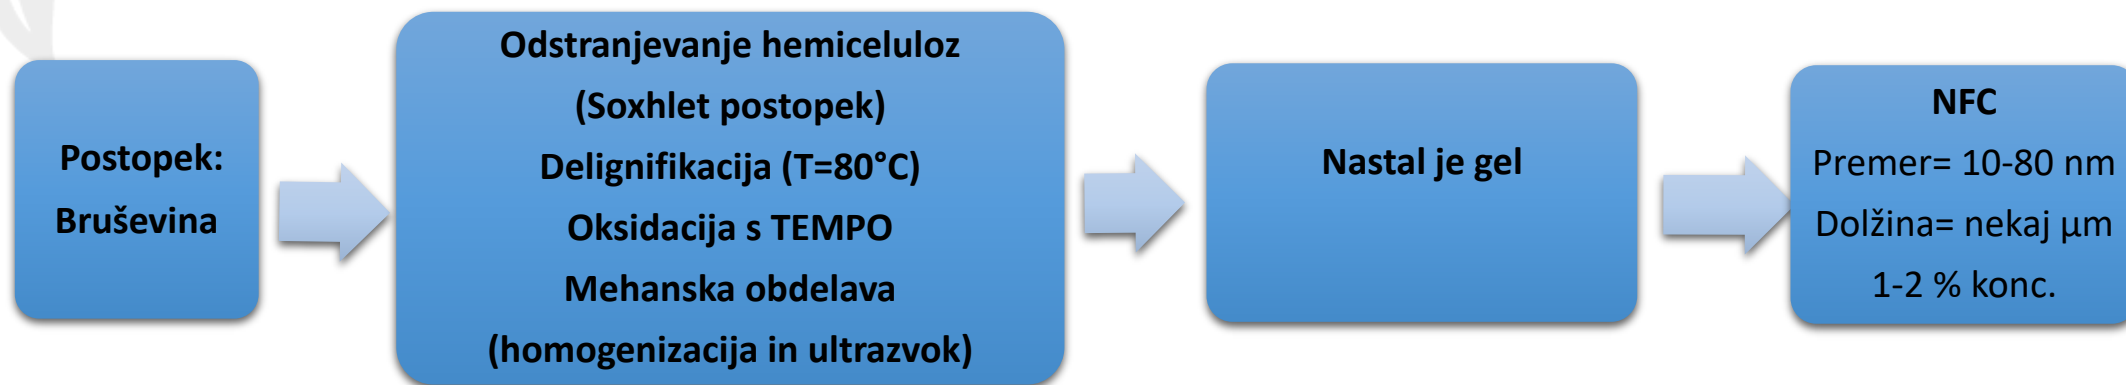 Postopek:
Bruševina
Odstranjevanje hemiceluloz
(Soxhlet postopek)
Delignifikacija (T=80°C)
Oksidacija s TEMPO
Mehanska obdelava
(homogenizacija in ultrazvok)
Nastal je gel
NFC
Premer= 10-80 nm
Dolžina= nekaj µm
1-2 % konc.